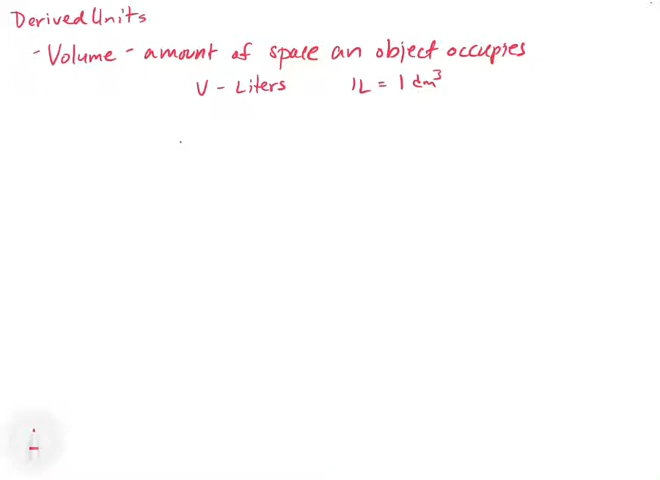 Derived Units
- Volume - amount of space an object occupies
V - Liters 1L = 1 dm³